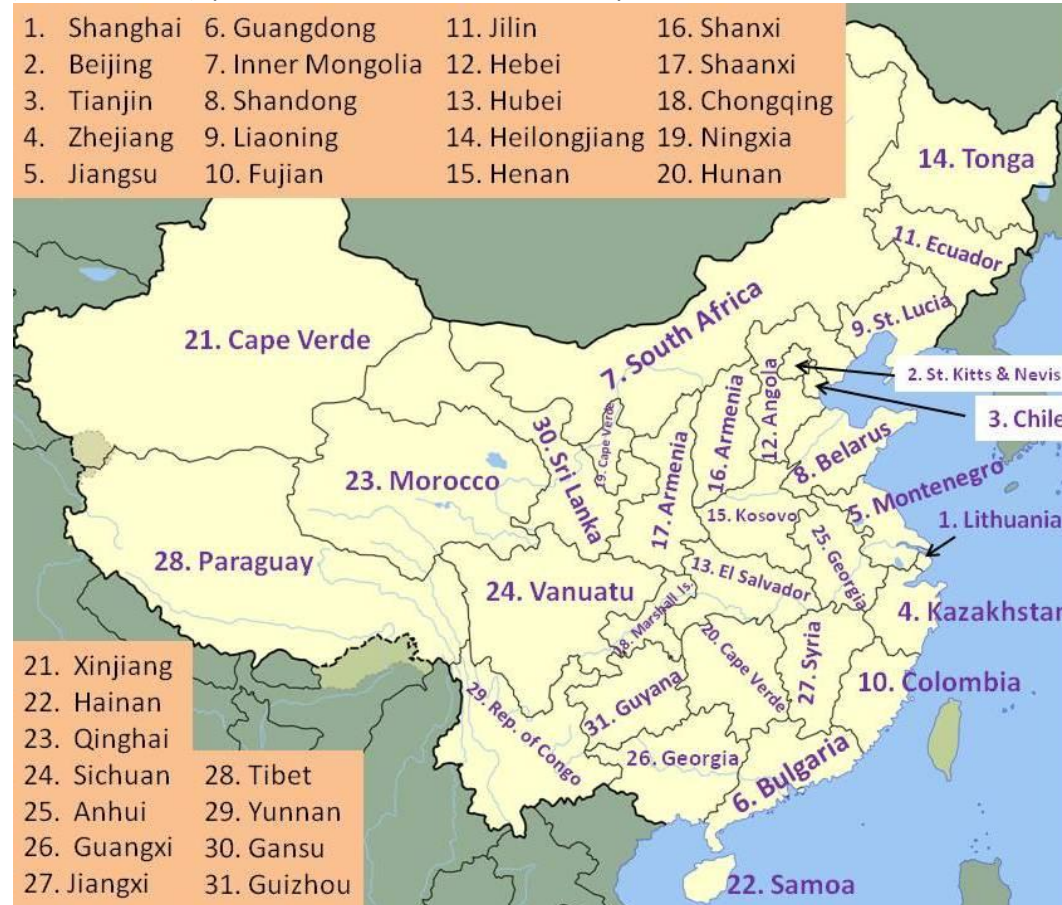 1. Shanghai 6. Guangdong 11. Jilin 16. Shanxi
2. Beijing 7. Inner Mongolia 12. Hebei 17. Shaanxi
3. Tianjin 8. Shandong 13. Hubei 18. Chongqing
4. Zhejiang 9. Liaoning 14. Heilongjiang 19. Ningxia
5. Jiangsu 10. Fujian 15. Henan 20. Hunan
14. Tonga
11. Ecuador
9. St. Lucia
7. South Africa
21. Cape Verde
2. St. Kitts & Nevis
12. Angola
3. Chile
16. Armenia
19. Cape Verde
30. Sri Lanka
8. Belarus
17. Armenia
23. Morocco
5. Montenegro
15. Kosovo
1. Lithuania
25. Georgia
28. Paraguay
13. El Salvador
24. Vanuatu
18. Marshall Is.
4. Kazakhstan
20. Cape Verde
27. Syria
10. Colombia
31. Guyana
29. Rep. of Congo
26. Georgia
6. Bulgaria
22. Samoa
21. Xinjiang
22. Hainan
23. Qinghai
24. Sichuan 28. Tibet
25. Anhui 29. Yunnan
26. Guangxi 30. Gansu
27. Jiangxi 31. Guizhou